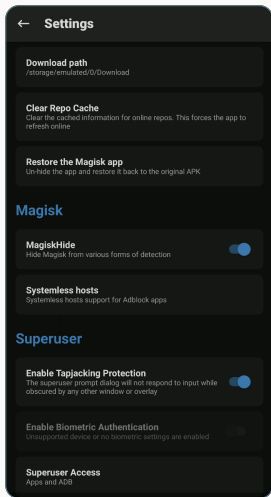 Settings
Download path
/storage/emulated/0/Download
Clear Repo Cache
Clear the cached information for online repos. This forces the app to
refresh online
Restore the Magisk app
Un-hide the app and restore it back to the original APK
Magisk
MagiskHide
Hide Magisk from various forms of detection
Systemless hosts
Systemless hosts support for Adblock apps
Superuser
Enable Tapjacking Protection
The superuser prompt dialog will not respond to input while
obscured by any other window or overlay
Enable Biometric Authentication
Unsupported device or no biometric settings are enabled
Superuser Access
Apps and ADB